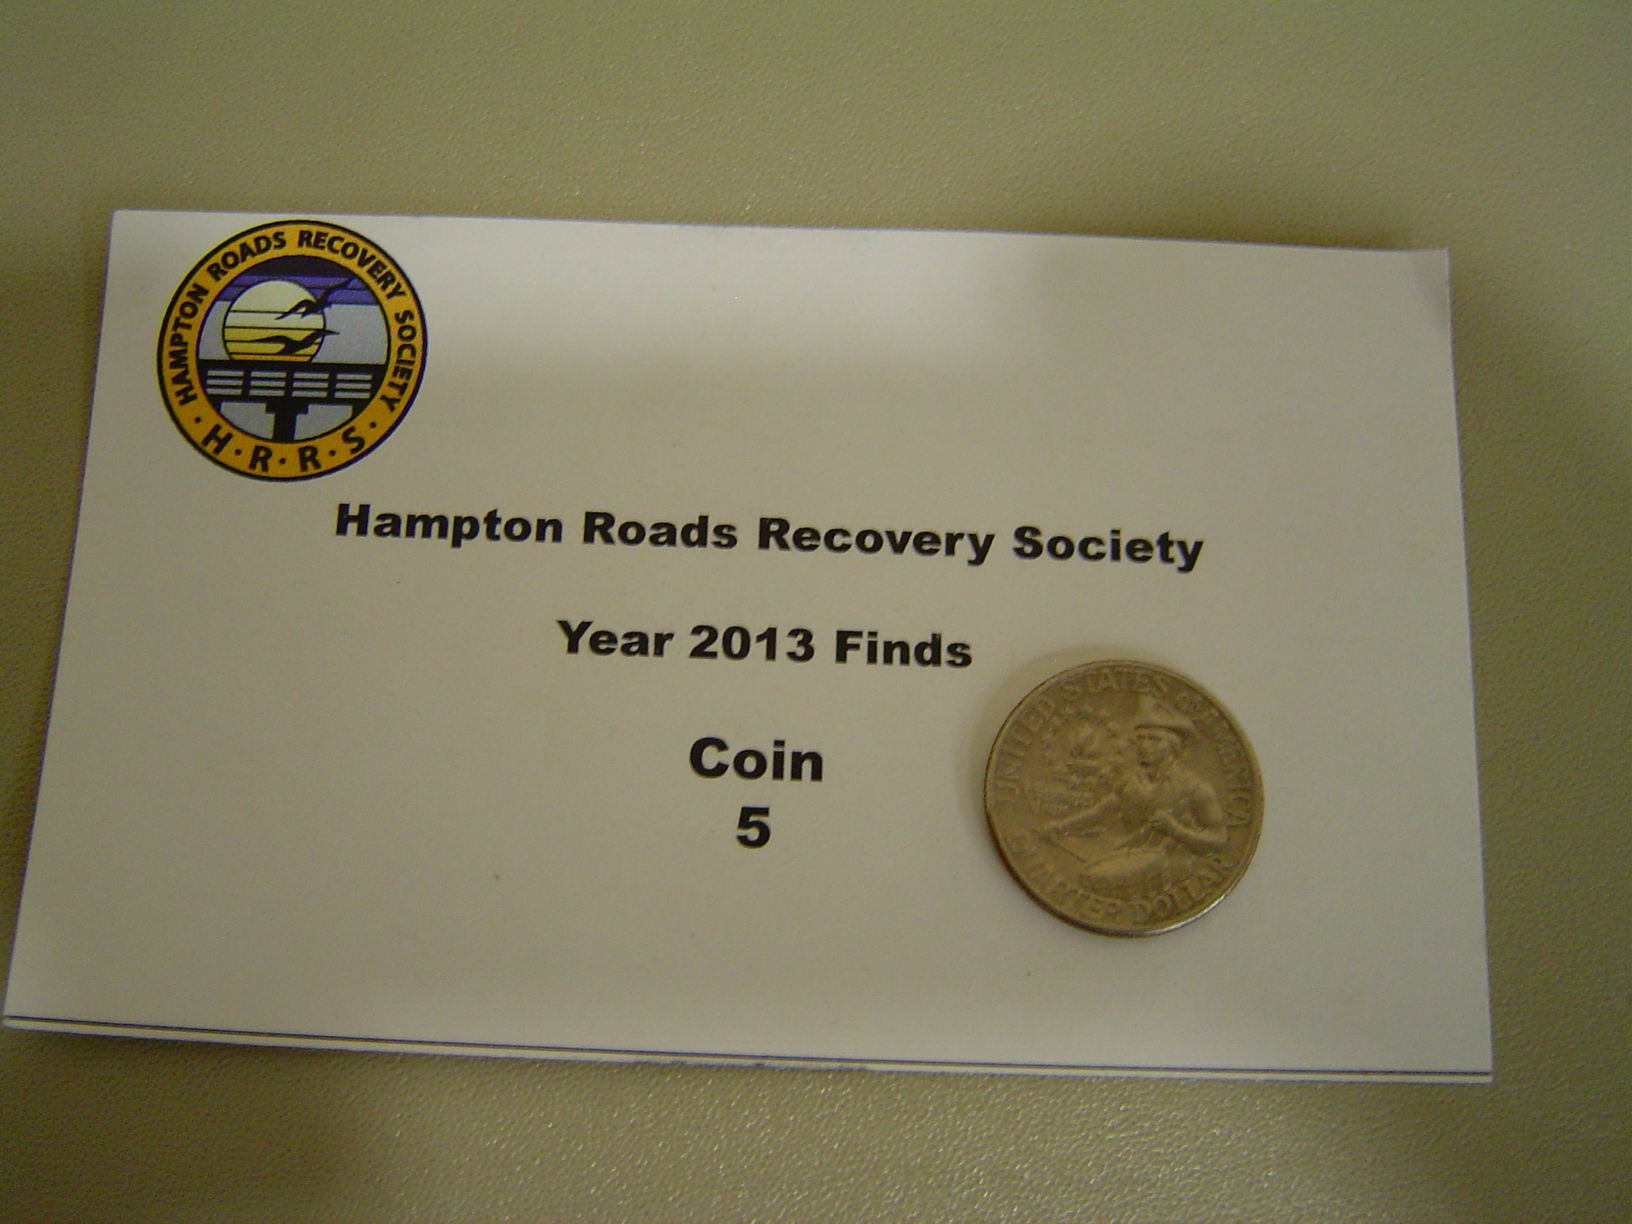 HAMPTON ROADS RECOVERY SOCIETY
· H · R · R · S ·
Hampton Roads Recovery Society
Year 2013 Finds
Coin
5
UNITED STATES OF AMERICA
QUARTER DOLLAR